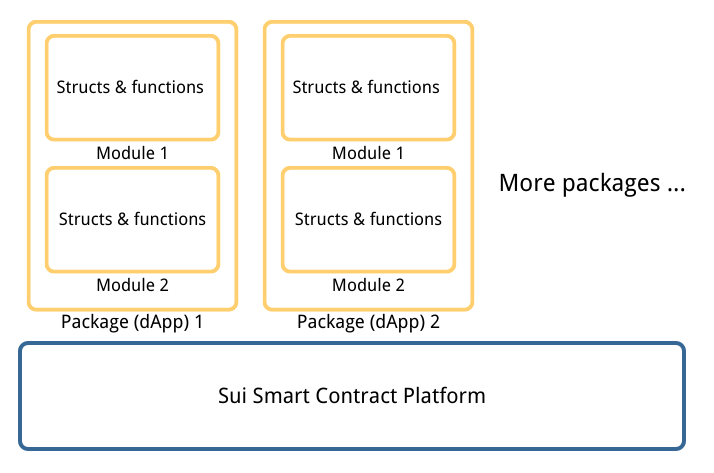 Structs & functions
Module 1
Structs & functions
Module 2
Package (dApp) 1
Structs & functions
Module 1
Structs & functions
Module 2
Package (dApp) 2
More packages ...
Sui Smart Contract Platform